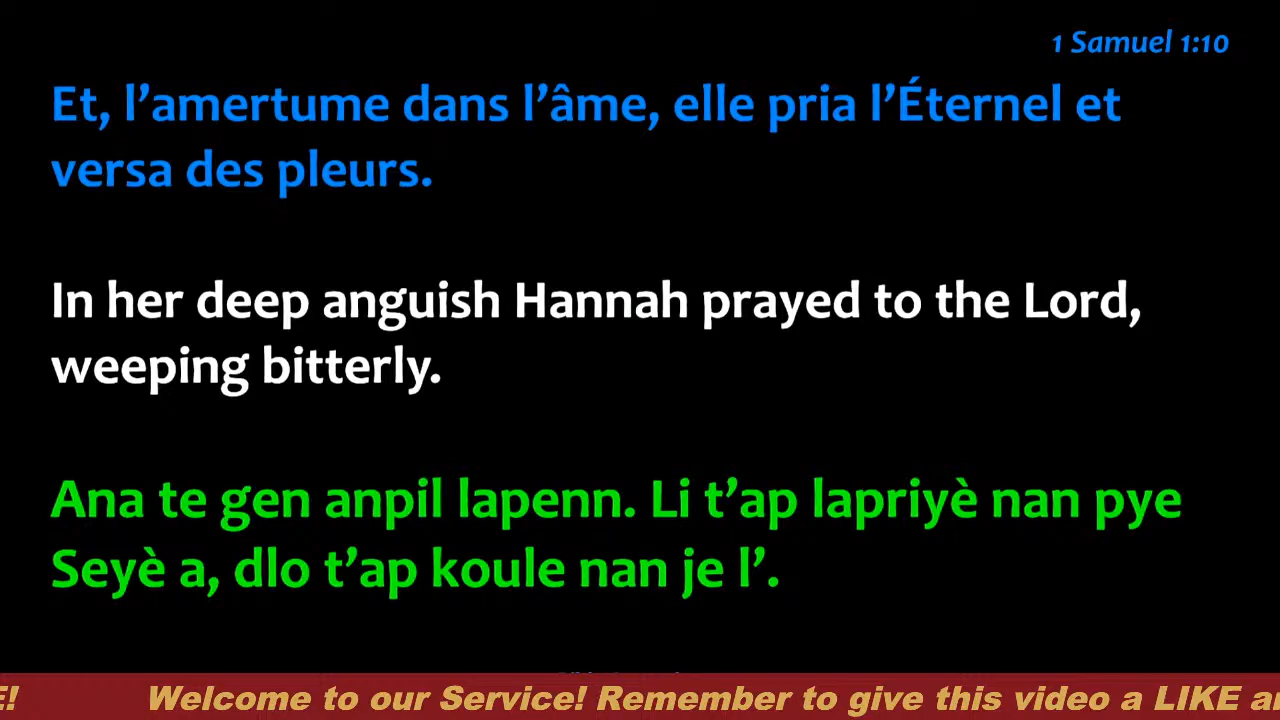 1 Samuel 1:10
Et, l’amertume dans l’âme, elle pria l’Éternel et
versa des pleurs.
In her deep anguish Hannah prayed to the Lord,
weeping bitterly.
Ana te gen anpil lapenn. Li t’ap lapriyè nan pye
Seyè a, dlo t’ap koule nan je l’.
E! Welcome to our Service! Remember to give this video a LIKE a